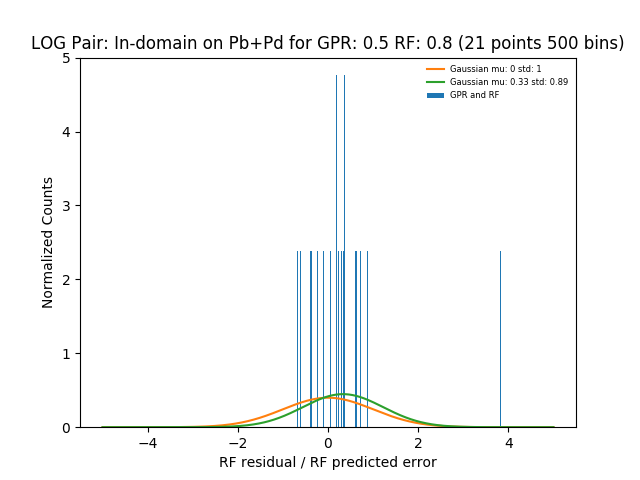 LOG Pair: In-domain on Pb+Pd for GPR: 0.5 RF: 0.8 (21 points 500 bins)
Gaussian mu: 0 std: 1
Gaussian mu: 0.33 std: 0.89
GPR and RF
Normalized Counts
5
4
3
2
1
0
−4
−2
0
2
4
RF residual / RF predicted error